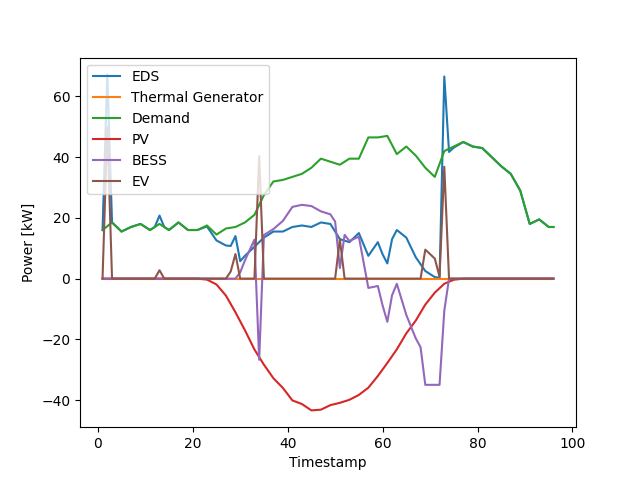 EDS
Thermal Generator
Demand
PV
BESS
EV
Power [kW]
60
40
20
0
−20
−40
0 20 40 60 80 100
Timestamp